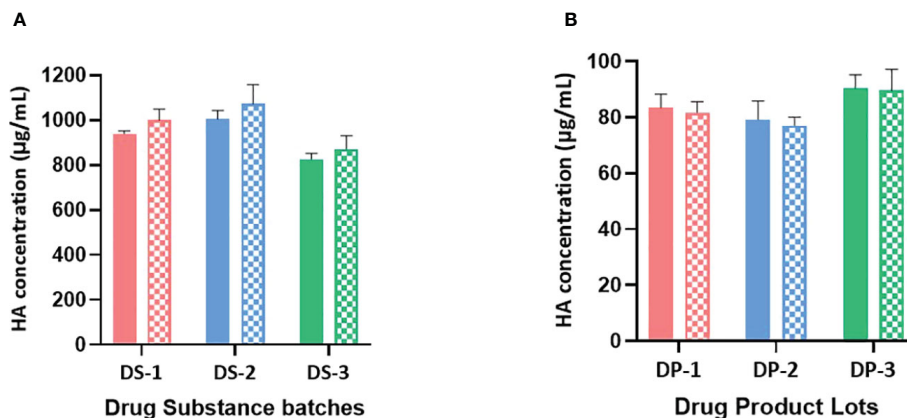 A
HA concentration (µg/mL)
1200
1000
800
600
400
200
0
DS-1 DS-2 DS-3
Drug Substance batches
B
HA concentration (µg/mL)
100
80
60
40
20
0
DP-1 DP-2 DP-3
Drug Product Lots